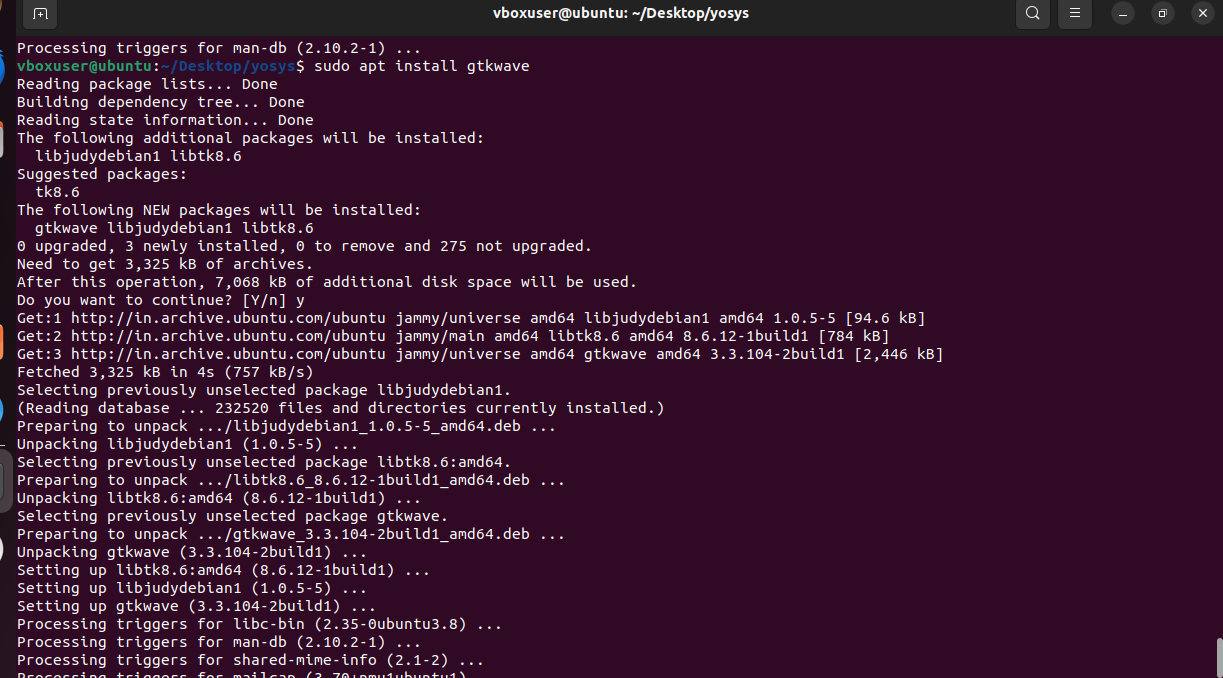 vboxuser@ubuntu: ~/Desktop/yosys
Processing triggers for man-db (2.10.2-1) ...
vboxuser@ubuntu:~/Desktop/yosys$ sudo apt install gtkwave
Reading package lists... Done
Building dependency tree... Done
Reading state information... Done
The following additional packages will be installed:
  libjudydebian1 libtk8.6
Suggested packages:
  tk8.6
The following NEW packages will be installed:
  gtkwave libjudydebian1 libtk8.6
0 upgraded, 3 newly installed, 0 to remove and 275 not upgraded.
Need to get 3,325 kB of archives.
After this operation, 7,068 kB of additional disk space will be used.
Do you want to continue? [Y/n] y
Get:1 http://in.archive.ubuntu.com/ubuntu jammy/universe amd64 libjudydebian1 amd64 1.0.5-5 [94.6 kB]
Get:2 http://in.archive.ubuntu.com/ubuntu jammy/main amd64 libtk8.6 amd64 8.6.12-1build1 [784 kB]
Get:3 http://in.archive.ubuntu.com/ubuntu jammy/universe amd64 gtkwave amd64 3.3.104-2build1 [2,446 kB]
Fetched 3,325 kB in 4s (757 kB/s)
Selecting previously unselected package libjudydebian1.
(Reading database ... 232520 files and directories currently installed.)
Preparing to unpack .../libjudydebian1_1.0.5-5_amd64.deb ...
Unpacking libjudydebian1 (1.0.5-5) ...
Selecting previously unselected package libtk8.6:amd64.
Preparing to unpack .../libtk8.6_8.6.12-1build1_amd64.deb ...
Unpacking libtk8.6:amd64 (8.6.12-1build1) ...
Selecting previously unselected package gtkwave.
Preparing to unpack .../gtkwave_3.3.104-2build1_amd64.deb ...
Unpacking gtkwave (3.3.104-2build1) ...
Setting up libtk8.6:amd64 (8.6.12-1build1) ...
Setting up libjudydebian1 (1.0.5-5) ...
Setting up gtkwave (3.3.104-2build1) ...
Processing triggers for libc-bin (2.35-0ubuntu3.8) ...
Processing triggers for man-db (2.10.2-1) ...
Processing triggers for shared-mime-info (2.1-2) ...
Processing triggers for mailcap (3.70+nmu1ubuntu1)